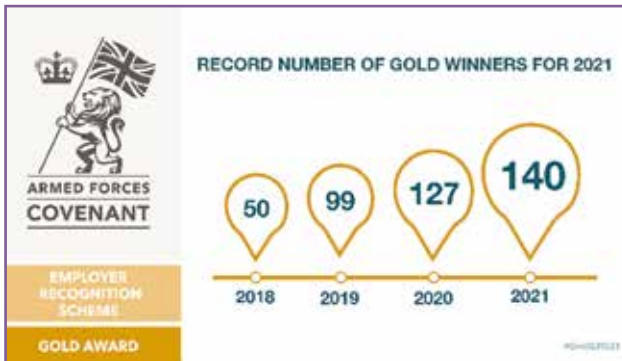 ARMED FORCES
COVENANT
EMPLOYER
RECOGNITION
SCHEME
GOLD AWARD
RECORD NUMBER OF GOLD WINNERS FOR 2021
50
99
127
140
2018
2019
2020
2021